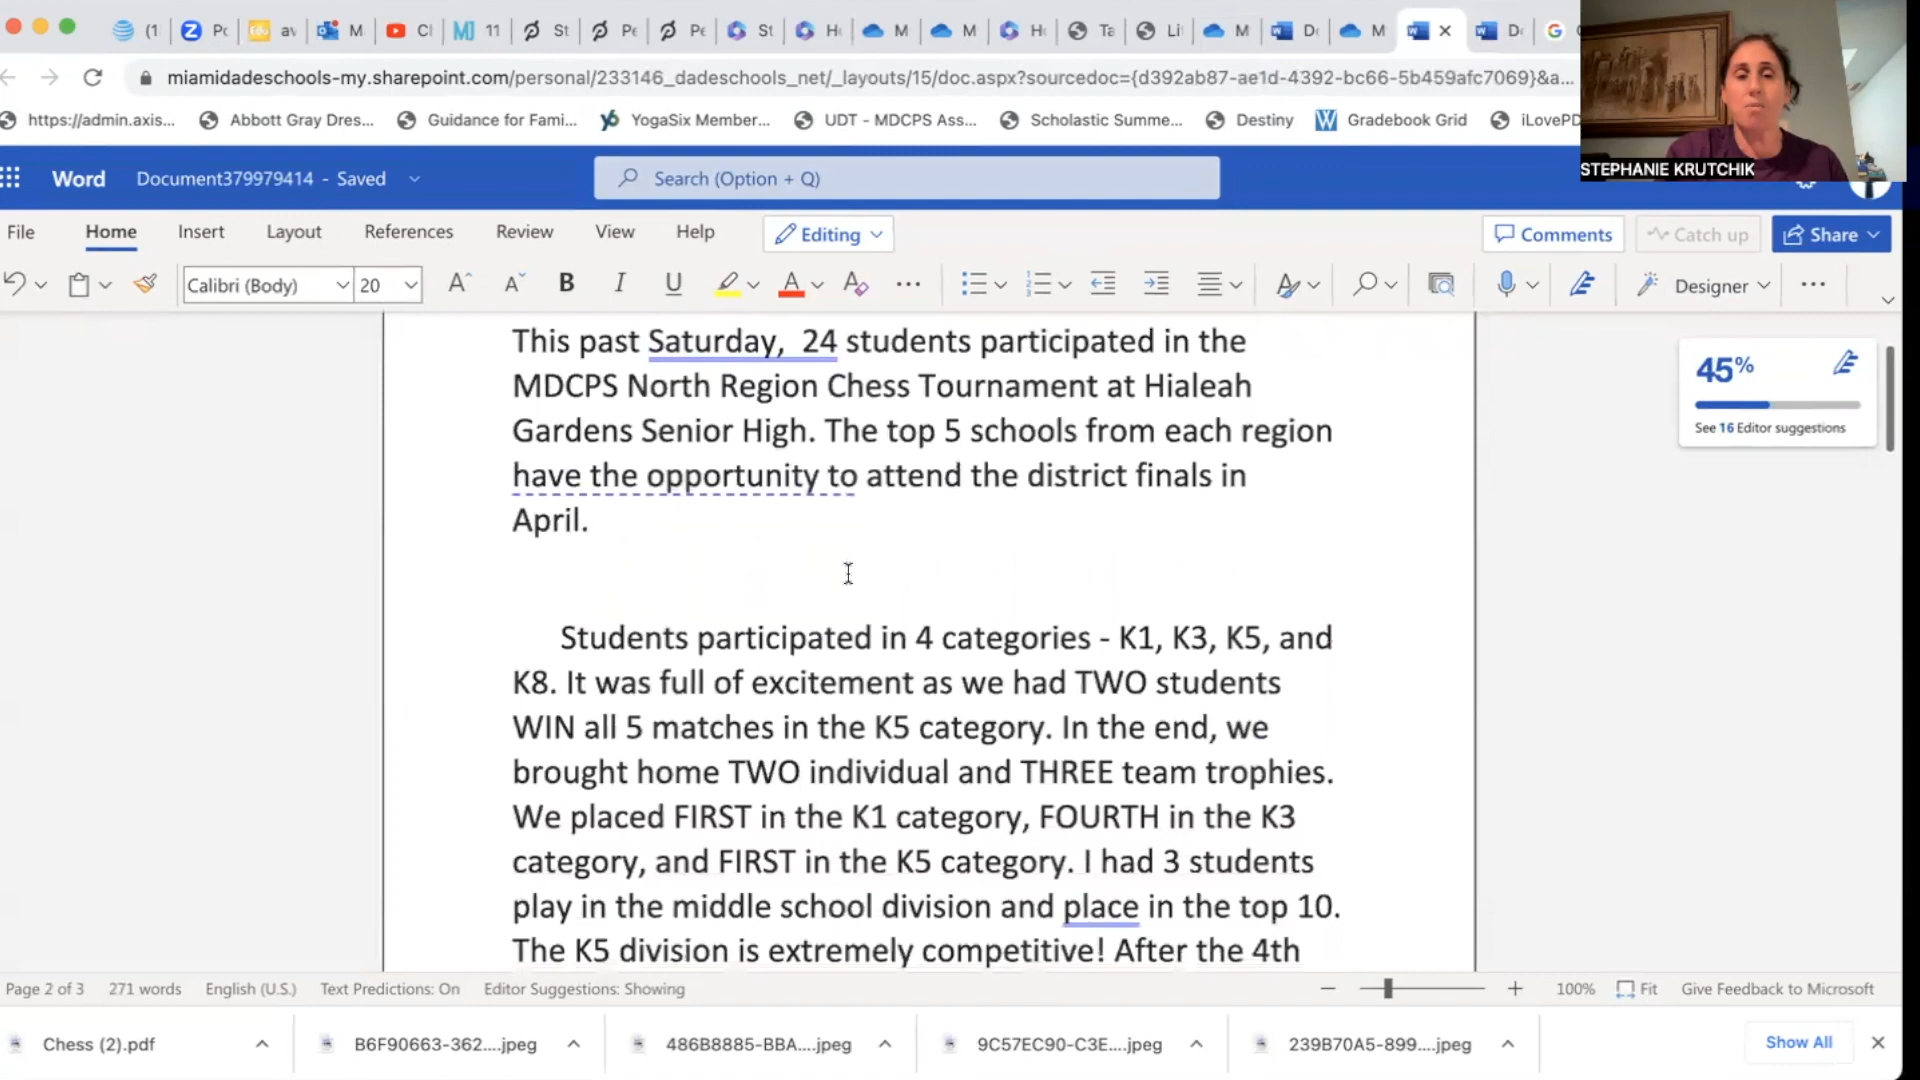 (1
Pc
av
M
Cl
11
St
Pe
Pe
St
H
M
M
H
Ta
Li
M
D
M
D
miamidadeschools-my.sharepoint.com/personal/233146_dadeschools_net/_layouts/15/doc.aspx?sourcedoc={d392ab87-ae1d-4392-bc66-5b459afc7069}&a...
https://admin.axis... Abbott Gray Dres... Guidance for Fami... YogaSix Member... UDT - MDCPS Ass... Scholastic Summe... Destiny Gradebook Grid iLovePD
STEPHANIE KRUTCHIK
Word Document379979414 - Saved Search (Option + Q)
File Home Insert Layout References Review View Help Editing Comments Catch up Share
Calibri (Body) 20 Designer
This past Saturday,  24 students participated in the
MDCPS North Region Chess Tournament at Hialeah
Gardens Senior High. The top 5 schools from each region
have the opportunity to attend the district finals in
April.
45%
See 16 Editor suggestions
Students participated in 4 categories - K1, K3, K5, and
K8. It was full of excitement as we had TWO students
WIN all 5 matches in the K5 category. In the end, we
brought home TWO individual and THREE team trophies.
We placed FIRST in the K1 category, FOURTH in the K3
category, and FIRST in the K5 category. I had 3 students
play in the middle school division and place in the top 10.
The K5 division is extremely competitive! After the 4th
Page 2 of 3 271 words English (U.S.) Text Predictions: On Editor Suggestions: Showing 100% Fit Give Feedback to Microsoft
Chess (2).pdf B6F90663-362....jpeg 486B8885-BBA....jpeg 9C57EC90-C3E....jpeg 239B70A5-899....jpeg Show All